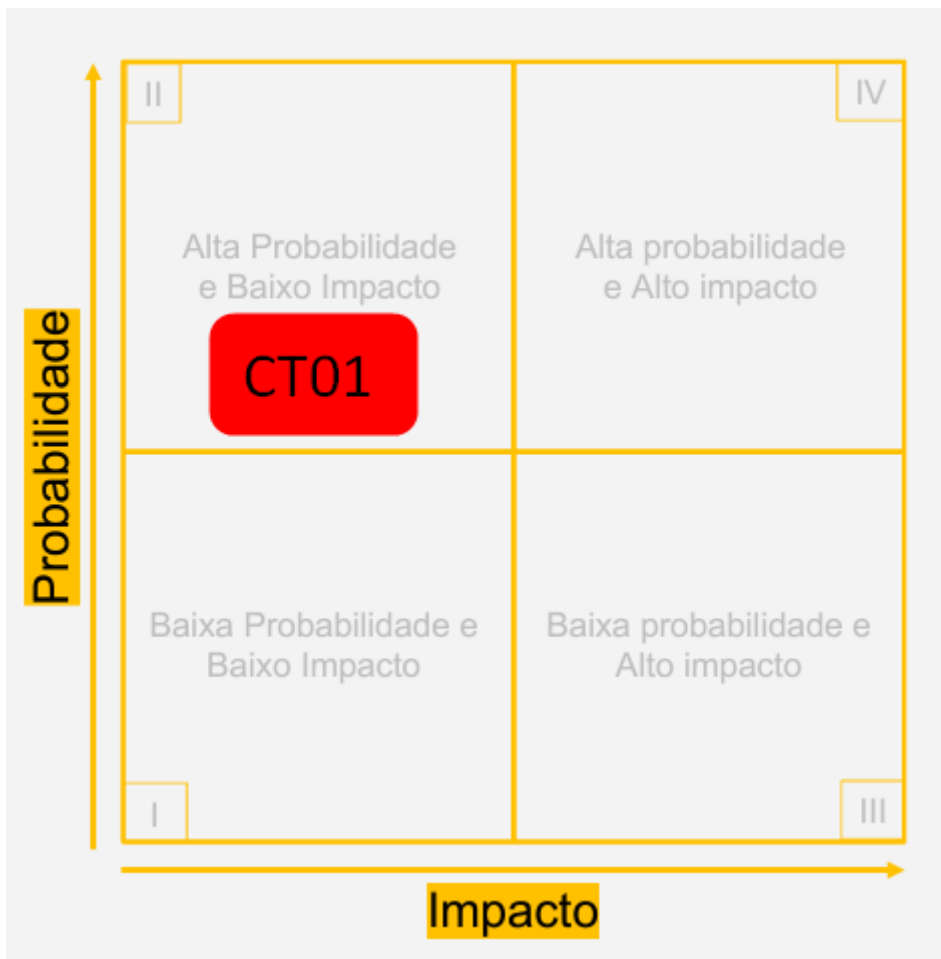 II
IV
Alta Probabilidade
e Baixo Impacto
Alta probabilidade
e Alto impacto
CT01
Probabilidade
Baixa Probabilidade e
Baixo Impacto
Baixa probabilidade e
Alto impacto
I
III
Impacto